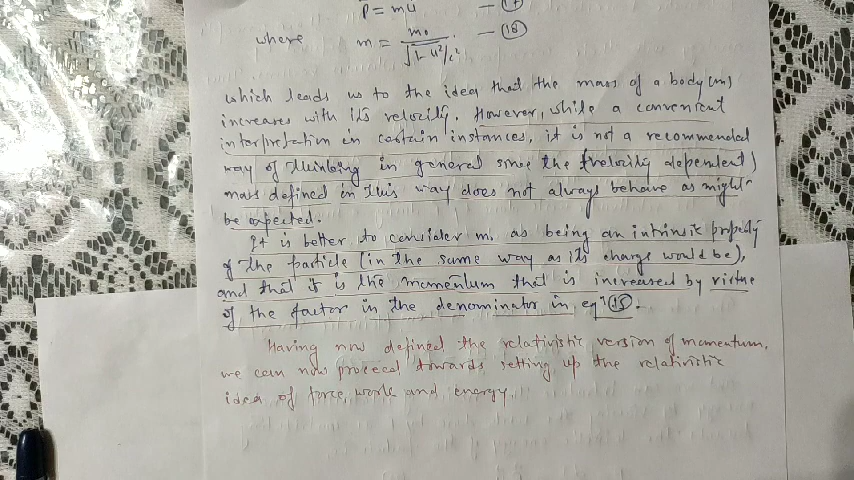 p̄ = mū — (17)
where m = m₀/√1-u²/c² — (18)
which leads us to the idea that the mass of a body (m)
increases with its velocity. However, while a convenient
interpretation in certain instances, it is not a recommended
way of thinking in general since the (velocity dependent)
mass defined in this way does not always behave as might
be expected.
It is better to consider m₀ as being an intrinsic property
of the particle (in the same way as its charge would be),
and that it is the momentum that is increased by virtue
of the factor in the denominator in eqⁿ
Having now defined the relativistic version of momentum,
we can now proceed towards setting up the relativistic
idea of force, work and energy.